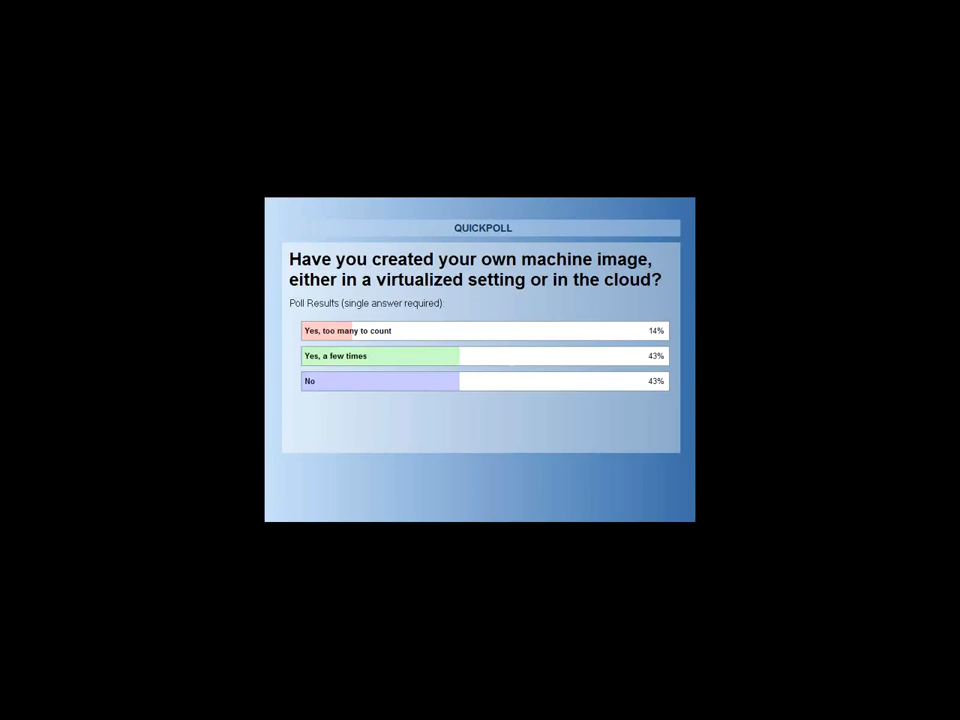 QUICKPOLL
Have you created your own machine image,
either in a virtualized setting or in the cloud?
Poll Results (single answer required):
Yes, too many to count 14%
Yes, a few times 43%
No 43%